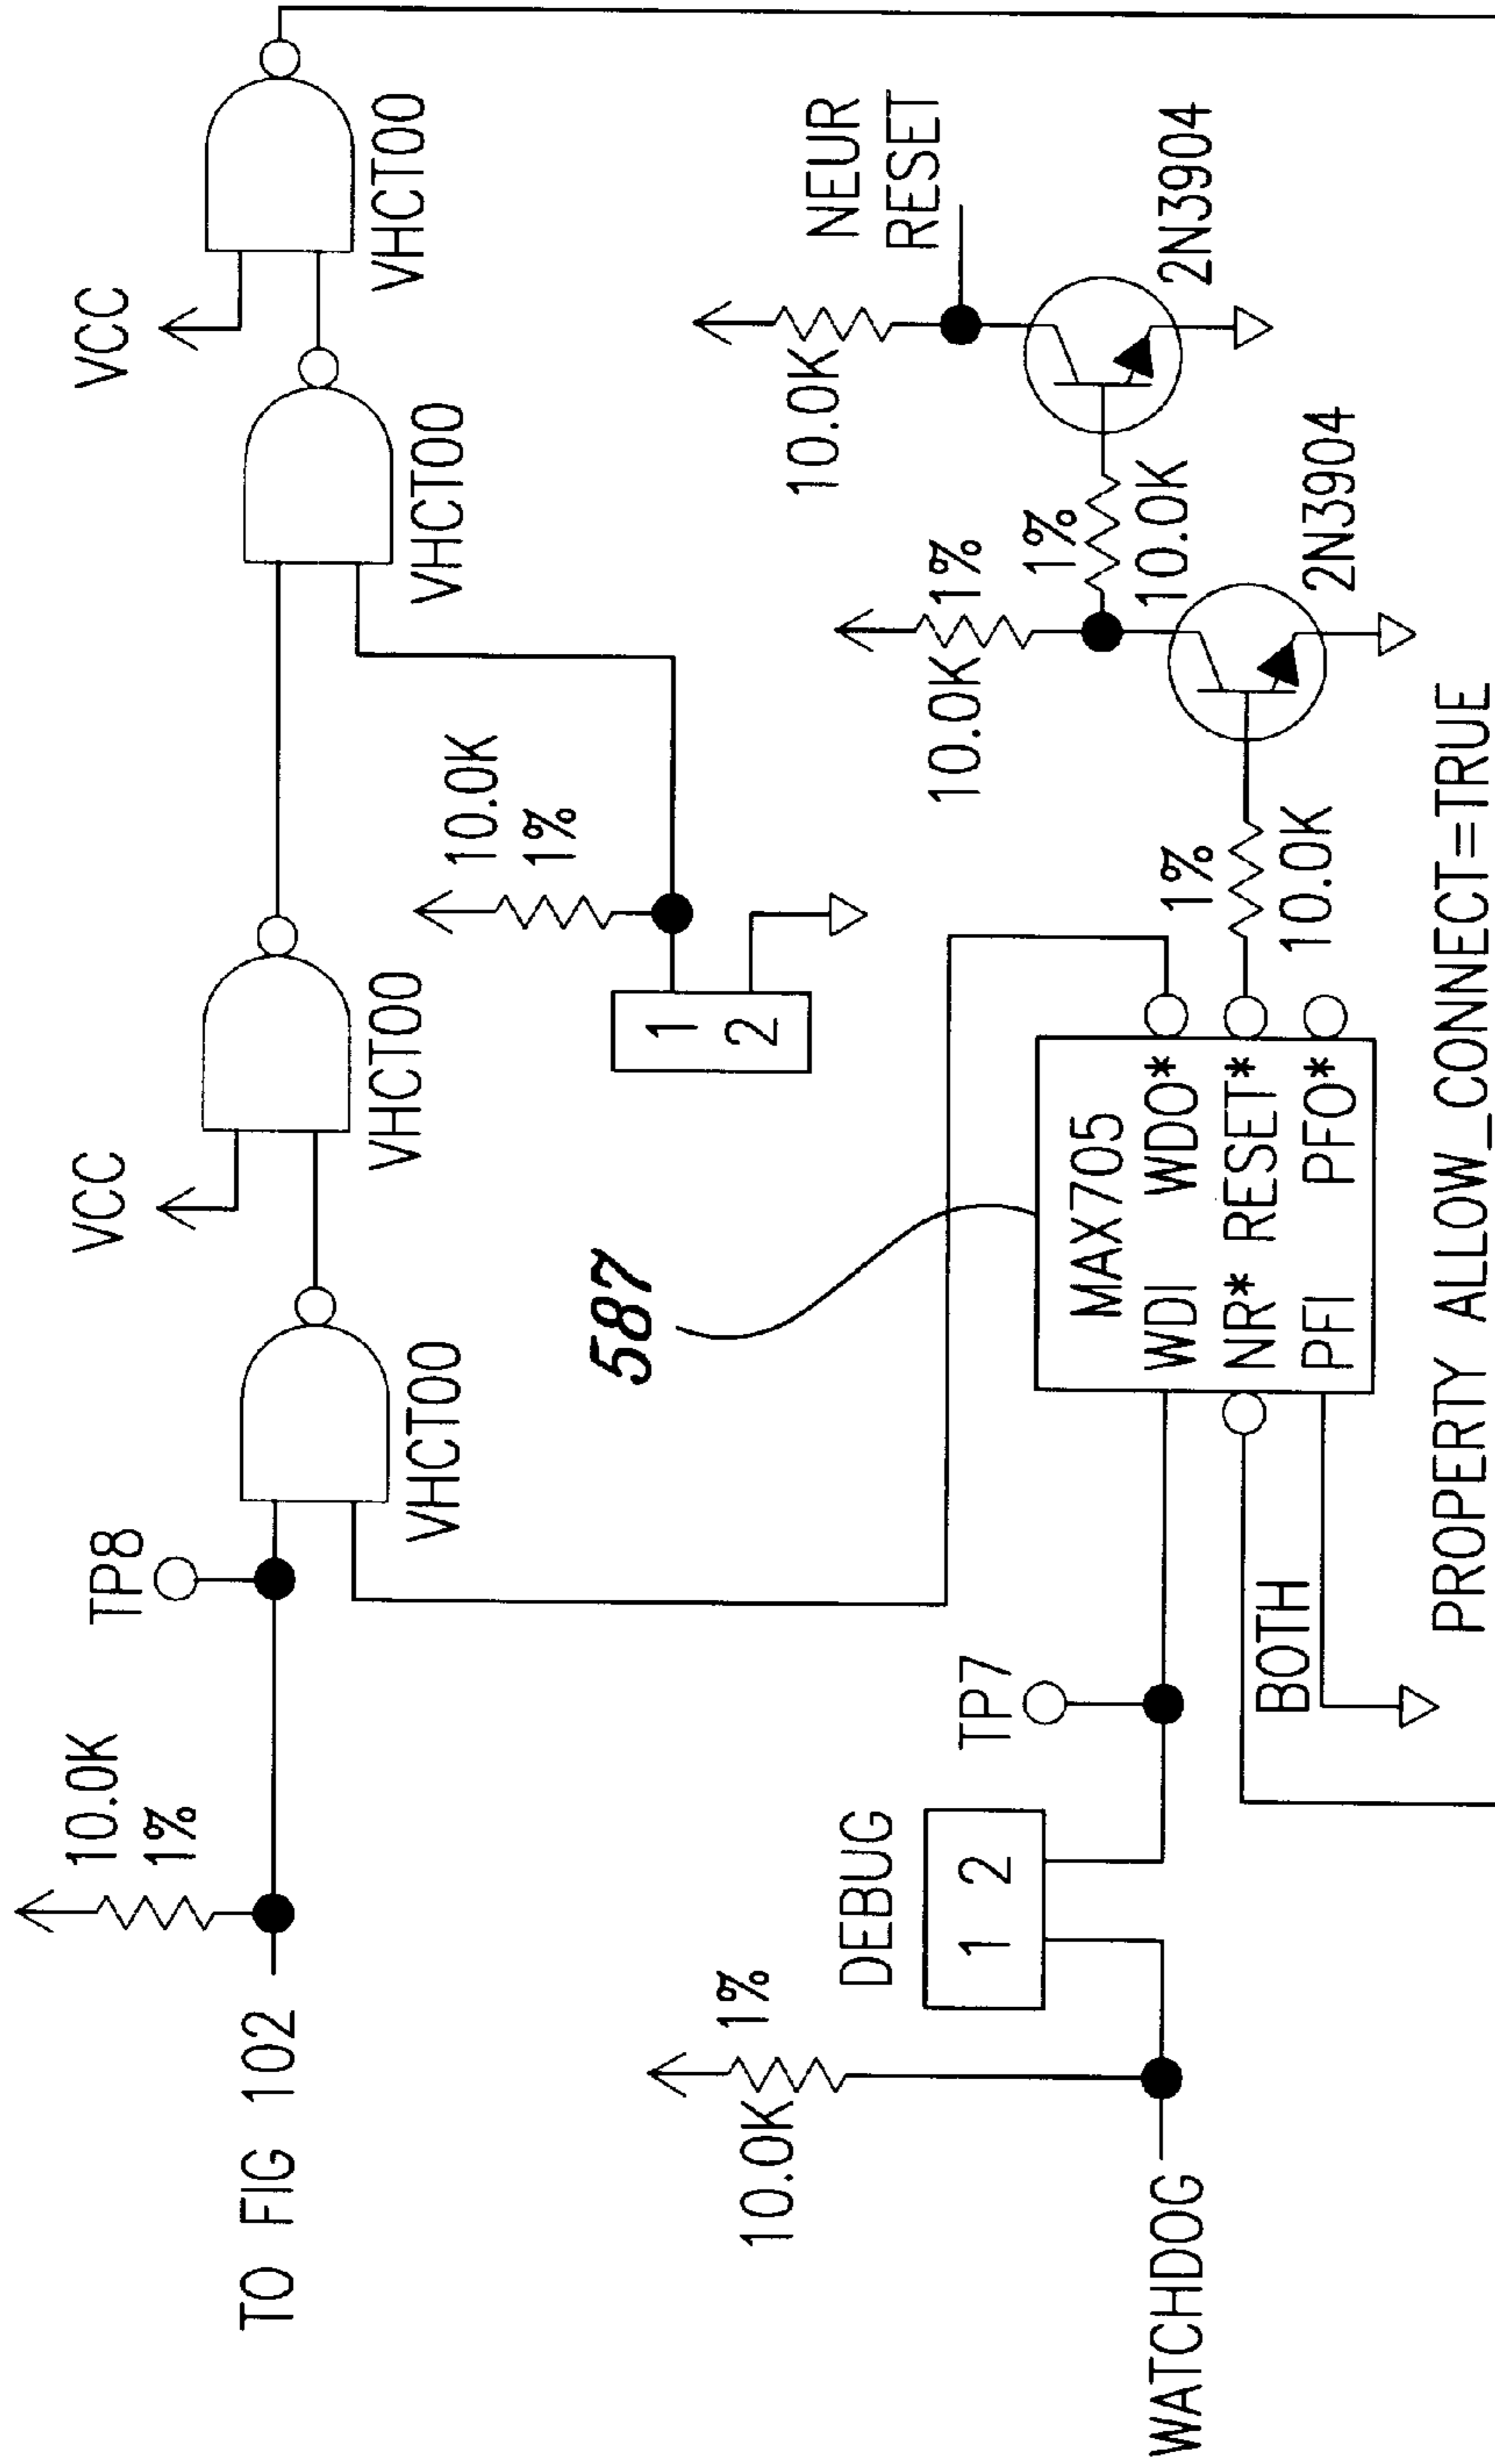 TO FIG 102
10.0K
1%
TP8
VHCT00
VCC
VHCT00
VHCT00
VCC
VHCT00
10.0K
1%
1
2
587
WATCHDOG
10.0K
1%
DEBUG
1 2
TP7
BOTH
MAX705
WDI WDO*
NR* RESET*
PFI PFO*
1%
10.0K
10.0K
1%
2N3904
1%
10.0K
10.0K
NEUR
RESET
2N3904
PROPERTY ALLOW_CONNECT=TRUE